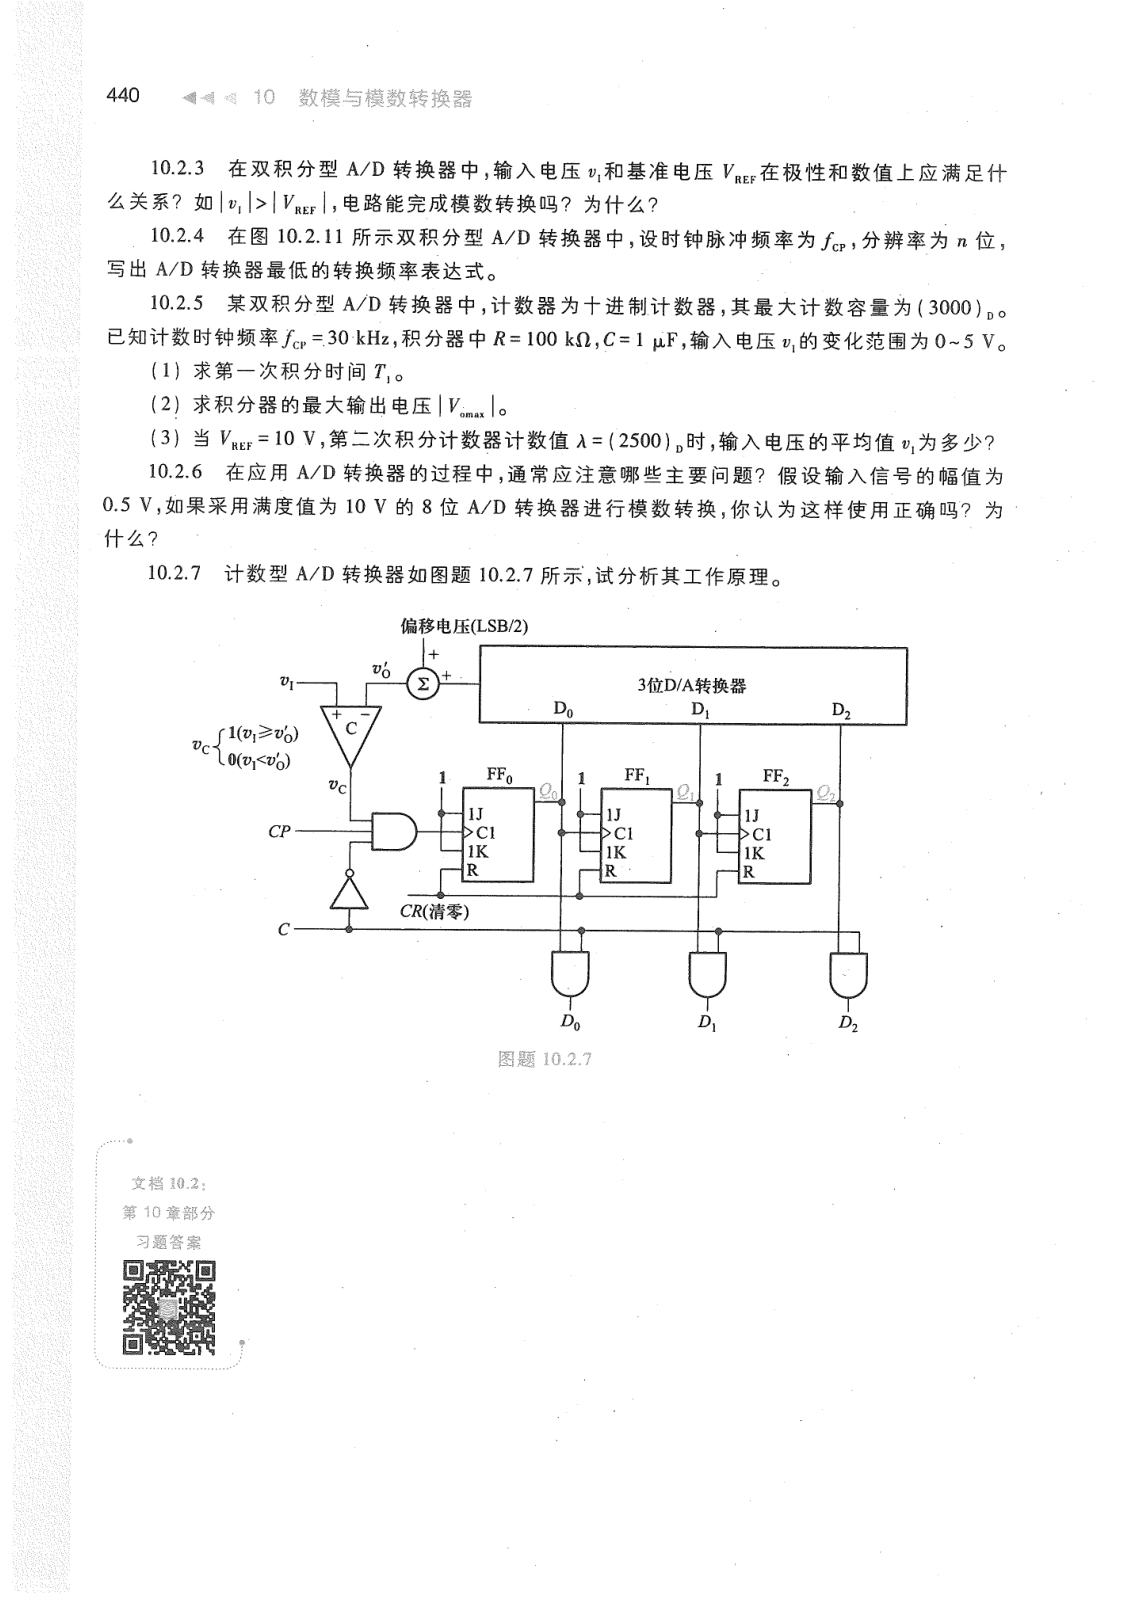 440 10 数模与模数转换器
10.2.3 在双积分型 A/D 转换器中,输入电压 v_I和基准电压 V_REF在极性和数值上应满足什
么关系? 如|v_I|>|V_REF|,电路能完成模数转换吗? 为什么?
10.2.4 在图 10.2.11 所示双积分型 A/D 转换器中,设时钟脉冲频率为 f_CP,分辨率为 n 位,
写出 A/D 转换器最低的转换频率表达式。
10.2.5 某双积分型 A/D 转换器中,计数器为十进制计数器,其最大计数容量为(3000)_D。
已知计数时钟频率 f_CP=30 kHz,积分器中 R=100 kΩ,C=1 μF,输入电压 v_I的变化范围为 0~5 V。
(1) 求第一次积分时间 T₁。
(2) 求积分器的最大输出电压|V_omax|。
(3) 当 V_REF=10 V,第二次积分计数器计数值 λ=(2500)_D时,输入电压的平均值 v_I为多少?
10.2.6 在应用 A/D 转换器的过程中,通常应注意哪些主要问题? 假设输入信号的幅值为
0.5 V,如果采用满度值为 10 V 的 8 位 A/D 转换器进行模数转换,你认为这样使用正确吗? 为
什么?
10.2.7 计数型 A/D 转换器如图题 10.2.7 所示,试分析其工作原理。
偏移电压(LSB/2)
+
v_I v′_O Σ + 3位D/A转换器
D₀ D₁ D₂
+ − C
v_C { 1(v_I≥v′_O)
0(v_I<v′_O)
v_C 1 FF₀ Q₀ 1 FF₁ Q₁ 1 FF₂ Q₂
1J 1J 1J
CP C1 C1 C1
1K 1K 1K
R R R
CR(清零)
C
D₀ D₁ D₂
图题 10.2.7
文档 10.2:
第 10 章部分
习题答案